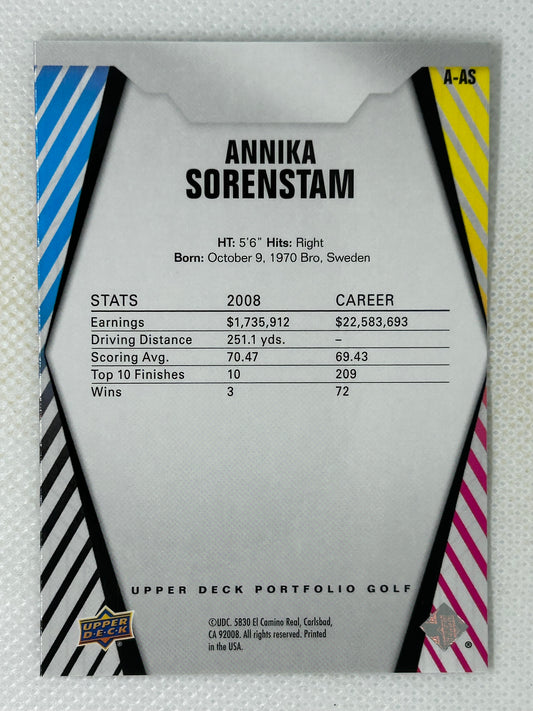 A-AS
ANNIKA
SORENSTAM
HT: 5'6" Hits: Right
Born: October 9, 1970 Bro, Sweden
STATS 2008 CAREER
Earnings $1,735,912 $22,583,693
Driving Distance 251.1 yds. –
Scoring Avg. 70.47 69.43
Top 10 Finishes 10 209
Wins 3 72
UPPER DECK PORTFOLIO GOLF
UPPER
D·E·C·K
®
©UDC. 5830 El Camino Real, Carlsbad,
CA 92008. All rights reserved. Printed
in the USA.
®